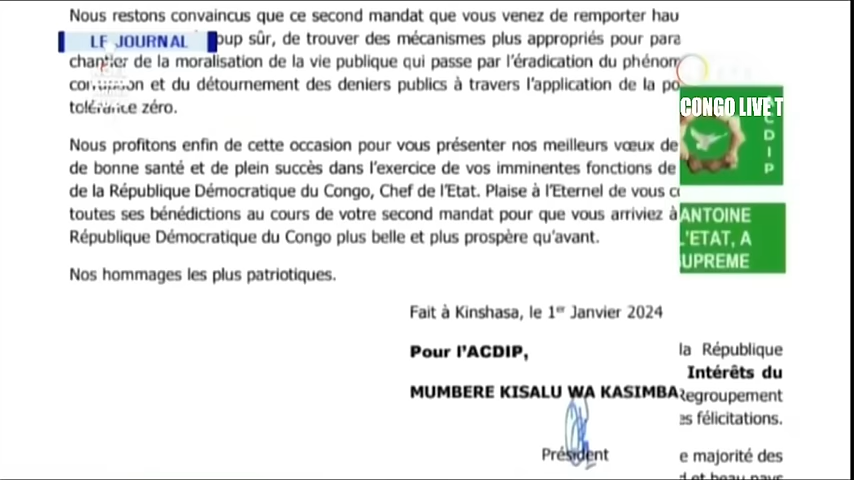 Nous restons convaincus que ce second mandat que vous venez de remporter hau
LE JOURNAL
oup sûr, de trouver des mécanismes plus appropriés pour para
chantier de la moralisation de la vie publique qui passe par l'éradication du phénom
corruption et du détournement des deniers publics à travers l'application de la po
tolérance zéro.
Nous profitons enfin de cette occasion pour vous présenter nos meilleurs vœux de
de bonne santé et de plein succès dans l'exercice de vos imminentes fonctions de
de la République Démocratique du Congo, Chef de l'Etat. Plaise à l'Eternel de vous c
toutes ses bénédictions au cours de votre second mandat pour que vous arriviez à
République Démocratique du Congo plus belle et plus prospère qu'avant.
Nos hommages les plus patriotiques.
Fait à Kinshasa, le 1er Janvier 2024
Pour l'ACDIP,
MUMBERE KISALU WA KASIMBA
Président
CONGO LIVE T
ACDIP
ANTOINE
L'ETAT, A
UPREME
la République
Intérêts du
Regroupement
es félicitations.
e majorité des
d et beau pays